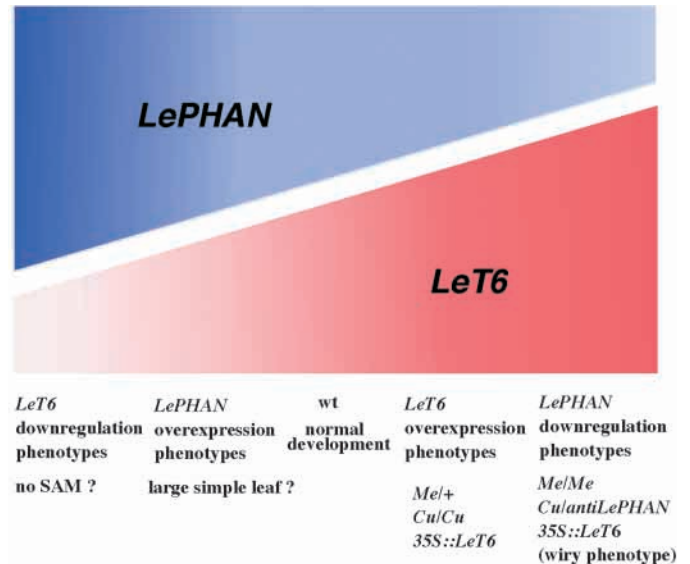 LePHAN
LeT6
LeT6
downregulation
phenotypes
no SAM ?
LePHAN
overexpression
phenotypes
large simple leaf ?
wt
normal
development
LeT6
overexpression
phenotypes
Me/+
Cu/Cu
35S::LeT6
LePHAN
downregulation
phenotypes
Me/Me
Cu/antiLePHAN
35S::LeT6
(wiry phenotype)